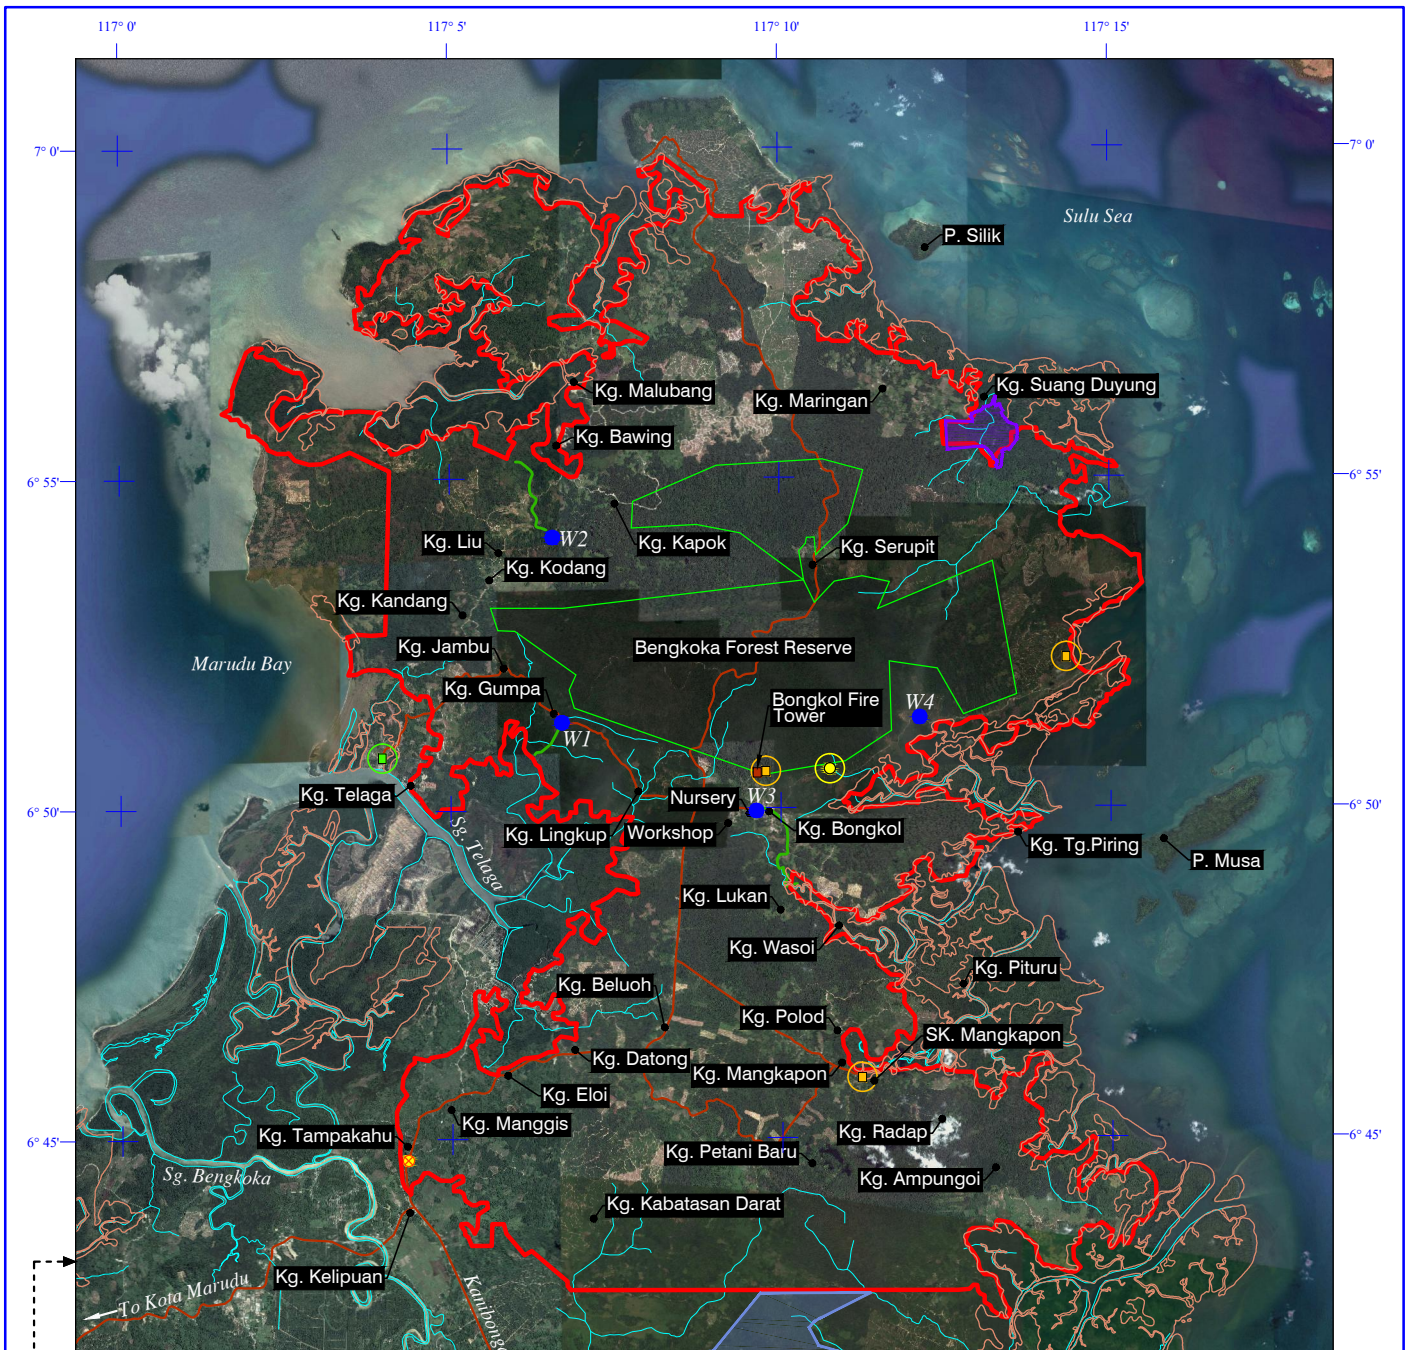 117° 0'
117° 5'
117° 10'
117° 15'
7° 0'
7° 0'
Sulu Sea
P. Silik
Kg. Suang Duyung
Kg. Malubang
Kg. Maringan
Kg. Bawing
6° 55'
6° 55'
Kg. Liu
W2
Kg. Kapok
Kg. Serupit
Kg. Kodang
Kg. Kandang
Kg. Jambu
Bengkoka Forest Reserve
Marudu Bay
Kg. Gumpa
Bongkol Fire
Tower
W4
W1
Kg. Telaga
Nursery
W3
6° 50'
6° 50'
Sg. Telaga
Kg. Lingkup
Workshop
Kg. Bongkol
Kg. Tg.Piring
P. Musa
Kg. Lukan
Kg. Wasoi
Kg. Pituru
Kg. Beluoh
Kg. Polod
SK. Mangkapon
Kg. Datong
Kg. Mangkapon
Kg. Eloi
Kg. Manggis
Kg. Tampakahu
Kg. Radap
6° 45'
6° 45'
Kg. Petani Baru
Sg. Bengkoka
Kg. Ampungoi
Kg. Kabatasan Darat
Kg. Kelipuan
To Kota Marudu